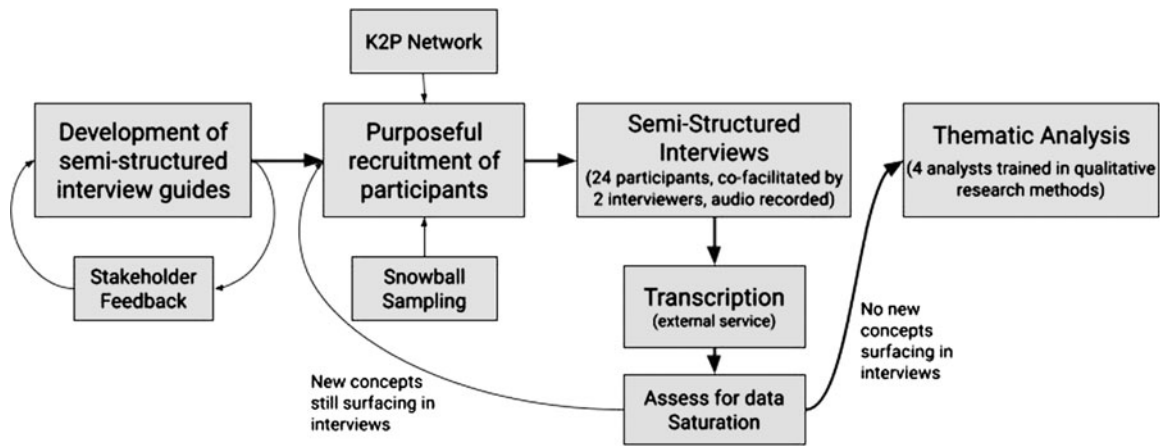 K2P Network
Development of
semi-structured
interview guides
Purposeful
recruitment of
participants
Semi-Structured
Interviews
(24 participants, co-facilitated by
2 interviewers, audio recorded)
Thematic Analysis
(4 analysts trained in qualitative
research methods)
Stakeholder
Feedback
Snowball
Sampling
Transcription
(external service)
No new
concepts
surfacing in
interviews
New concepts
still surfacing in
interviews
Assess for data
Saturation